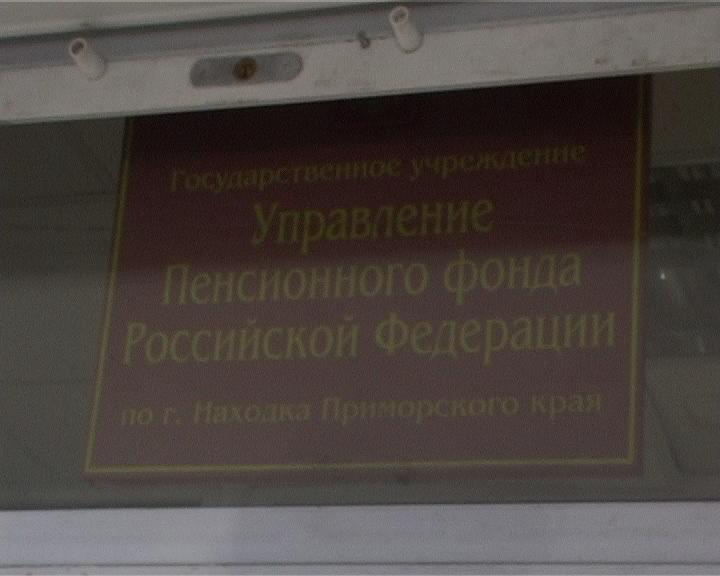 Государственное учреждение
Управление
Пенсионного фонда
Российской Федерации
по г. Находка Приморского края